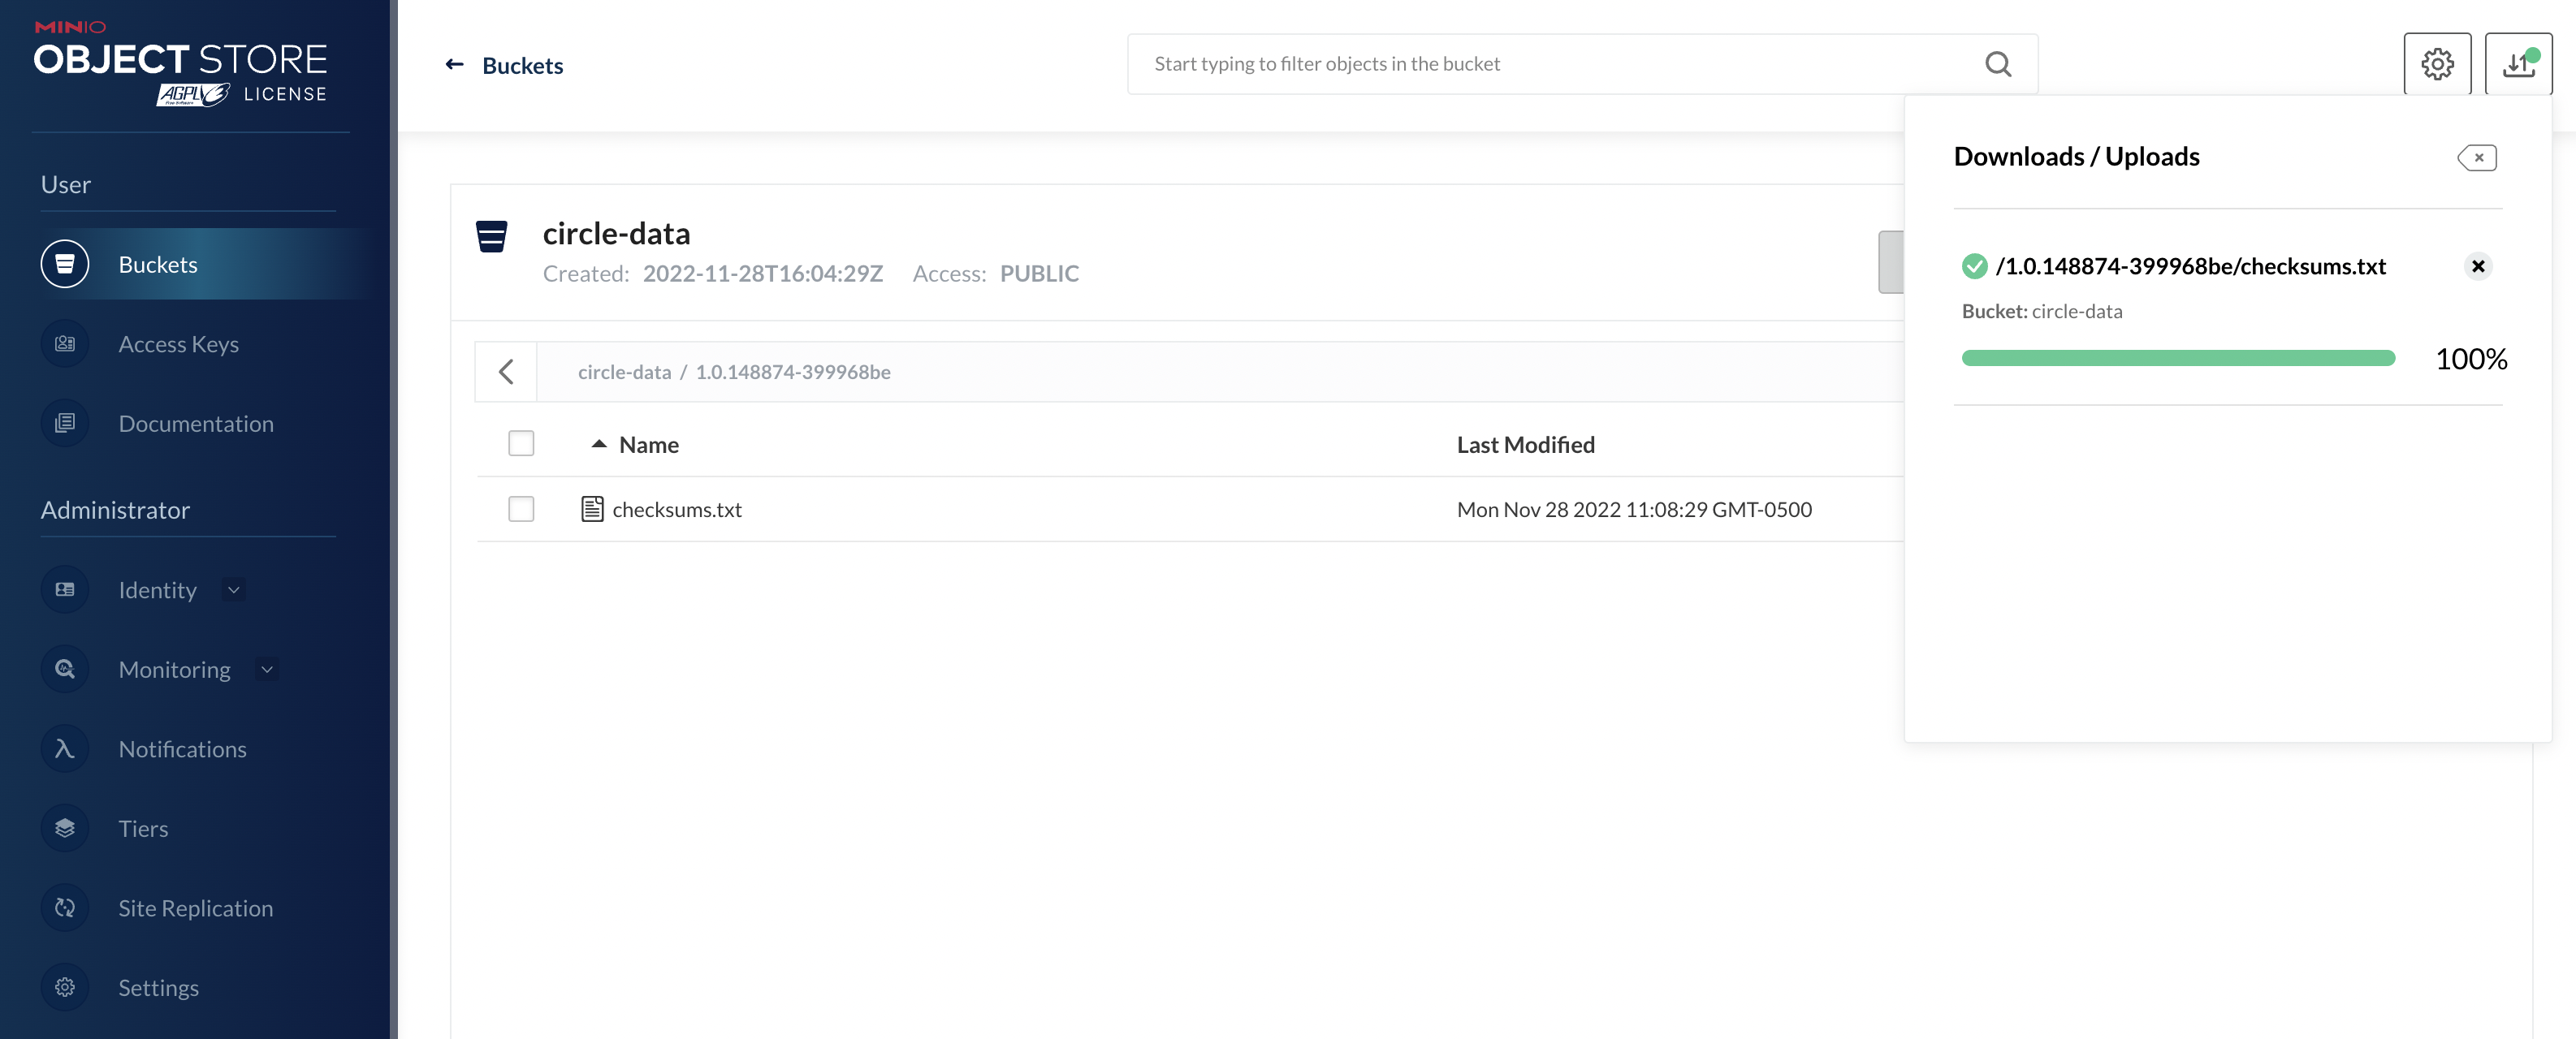 MINIO
OBJECT STORE
AGPL v3 LICENSE
User
Buckets
Access Keys
Documentation
Administrator
Identity
Monitoring
Notifications
Tiers
Site Replication
Settings
Buckets
Start typing to filter objects in the bucket
circle-data
Created: 2022-11-28T16:04:29Z Access: PUBLIC
circle-data / 1.0.148874-399968be
Name Last Modified
checksums.txt Mon Nov 28 2022 11:08:29 GMT-0500
Downloads / Uploads
/1.0.148874-399968be/checksums.txt
Bucket: circle-data
100%